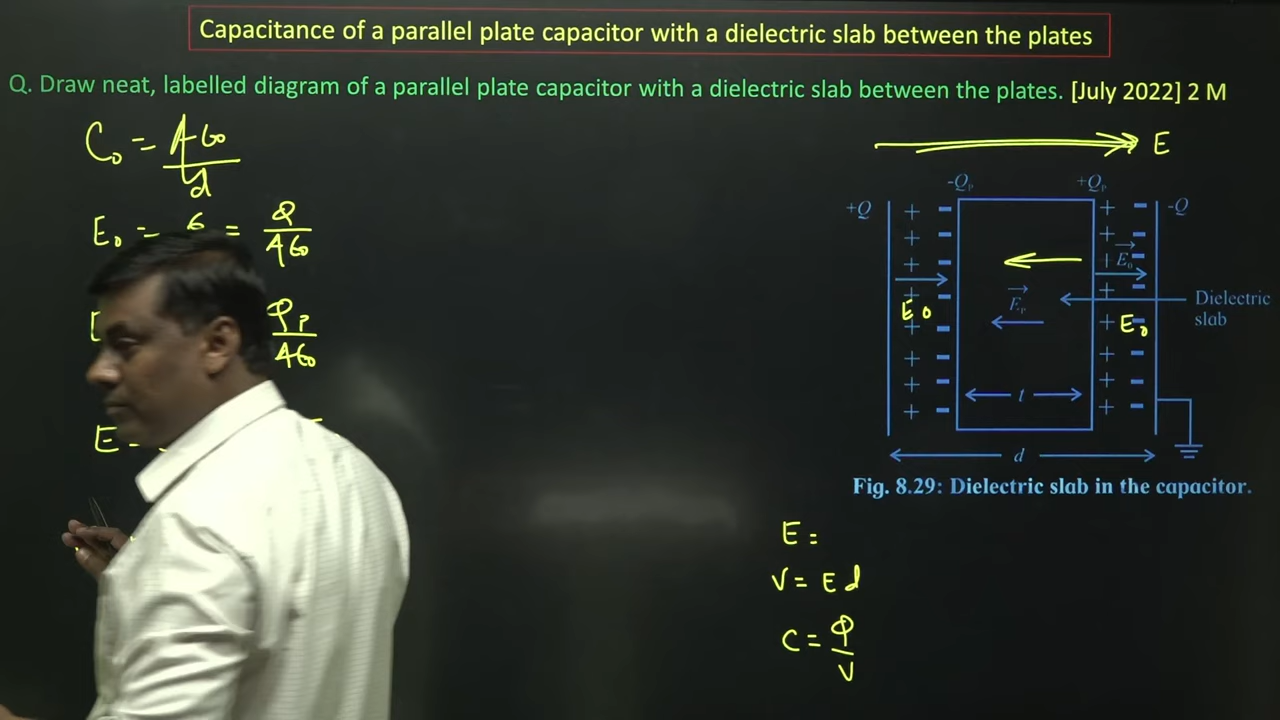 Capacitance of a parallel plate capacitor with a dielectric slab between the plates
Q. Draw neat, labelled diagram of a parallel plate capacitor with a dielectric slab between the plates. [July 2022] 2 M
C₀ = Aε₀
d
E₀ = σ = Q
Aε₀
Qₚ
Aε₀
E =
E
-Qₚ +Qₚ
+Q -Q
E₀
Eₚ
Dielectric
slab
E₀ E₀
t
d
Fig. 8.29: Dielectric slab in the capacitor.
E =
V = E d
C = Q
V